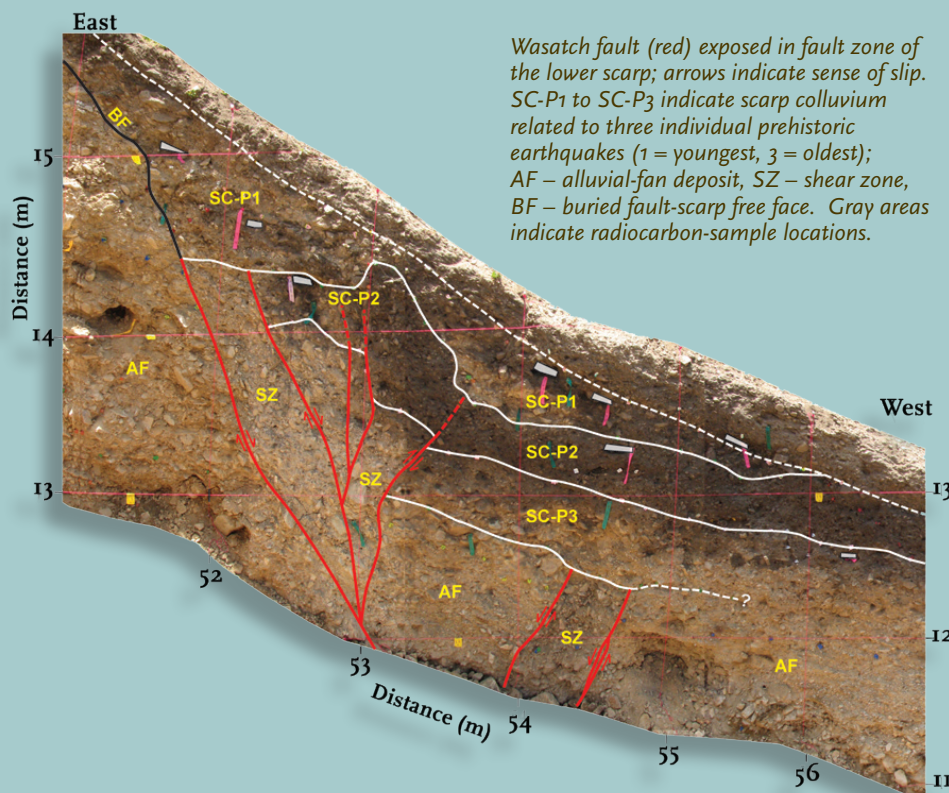 East
Wasatch fault (red) exposed in fault zone of
the lower scarp; arrows indicate sense of slip.
SC-P1 to SC-P3 indicate scarp colluvium
related to three individual prehistoric
earthquakes (1 = youngest, 3 = oldest);
AF – alluvial-fan deposit, SZ – shear zone,
BF – buried fault-scarp free face. Gray areas
indicate radiocarbon-sample locations.
BF
15
SC-P1
Distance (m)
SC-P2
14
AF
SZ
SC-P1
West
SC-P2
SZ
13
13
SC-P3
52
AF
?
SZ
12
AF
53
Distance (m)
54
55
56
11